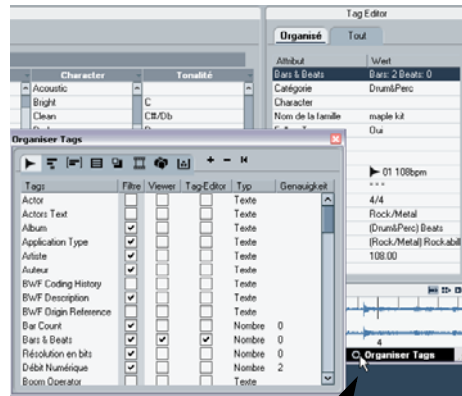 Tag Editor
Organisé Tout
Attribut Wert
Character Tonalité
Bars & Beats Bars: 2 Beats: 0
Acoustic Catégorie Drum&Perc
Bright C Character
Clean C#/Db Nom de la famille maple kit
Oui
Organiser Tags
01 108bpm
Tags Filtre Viewer Tag-Editor Typ Genauigkeit
Actor Texte
4/4
Actors Text Texte
Rock/Metal
Album Texte
(Drum&Perc) Beats
Application Type Texte
(Rock/Metal) Rockabill
Artiste Texte
108.00
Auteur Texte
BWF Coding History Texte
BWF Description Texte
BWF Origin Reference Texte
Bar Count Nombre 0
Bars & Beats Nombre 0
4
Résolution en bits Nombre 0
Organiser Tags
Débit Numérique Nombre 2
Boom Operator Texte